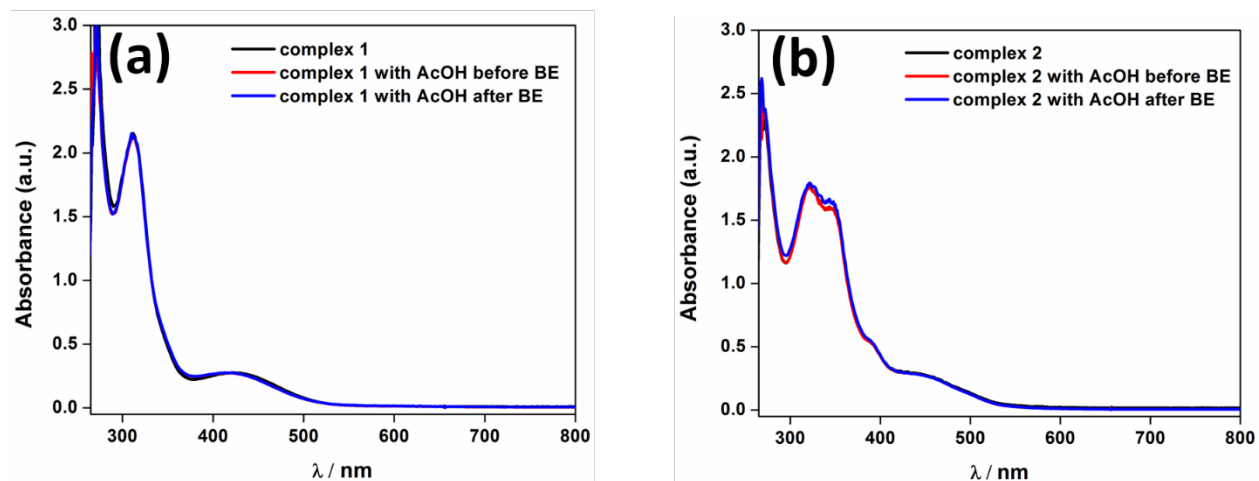 (a)
complex 1
complex 1 with AcOH before BE
complex 1 with AcOH after BE
Absorbance (a.u.)
3.0
2.5
2.0
1.5
1.0
0.5
0.0
300 400 500 600 700 800
λ / nm
(b)
complex 2
complex 2 with AcOH before BE
complex 2 with AcOH after BE
Absorbance (a.u.)
3.0
2.5
2.0
1.5
1.0
0.5
0.0
300 400 500 600 700 800
λ / nm